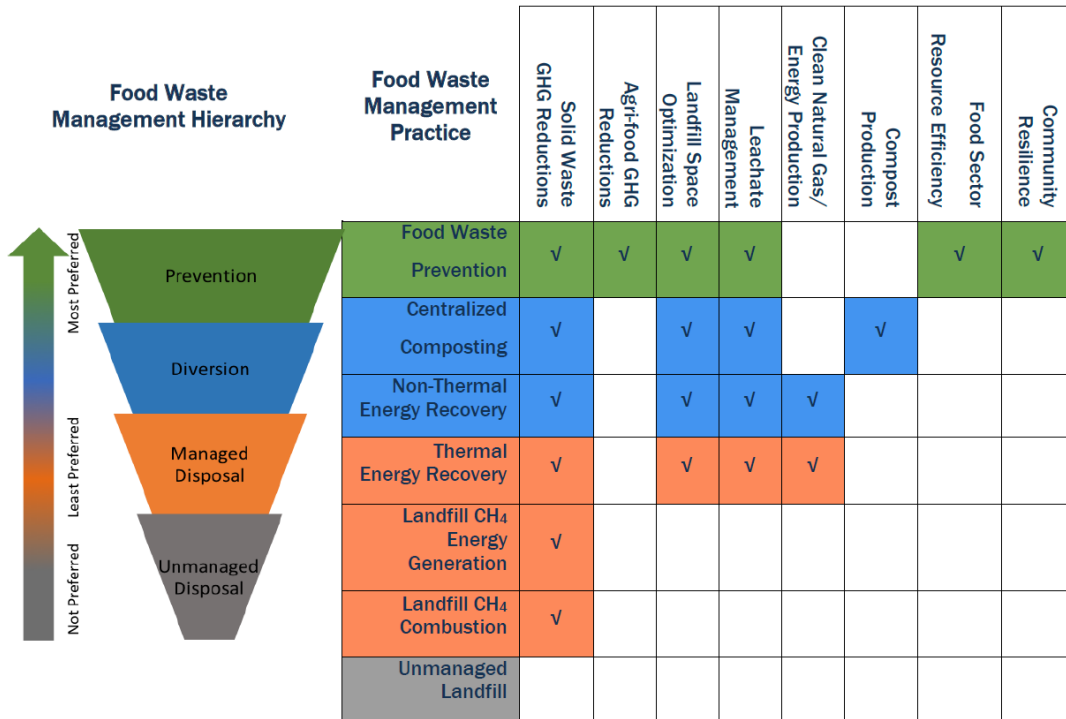 Food Waste
Management Hierarchy
Food Waste
Management
Practice
Solid Waste
GHG Reductions
Agri-food GHG
Reductions
Landfill Space
Optimization
Leachate
Management
Clean Natural Gas/
Energy Production
Compost
Production
Food Sector
Resource Efficiency
Community
Resilience
Most Preferred
Least Preferred
Not Preferred
Prevention
Diversion
Managed
Disposal
Unmanaged
Disposal
Food Waste
Prevention
√ √ √ √ √ √
Centralized
Composting
√ √ √ √
Non-Thermal
Energy Recovery
√ √ √ √
Thermal
Energy Recovery
√ √ √ √
Landfill CH₄
Energy
Generation
√
Landfill CH₄
Combustion
√
Unmanaged
Landfill